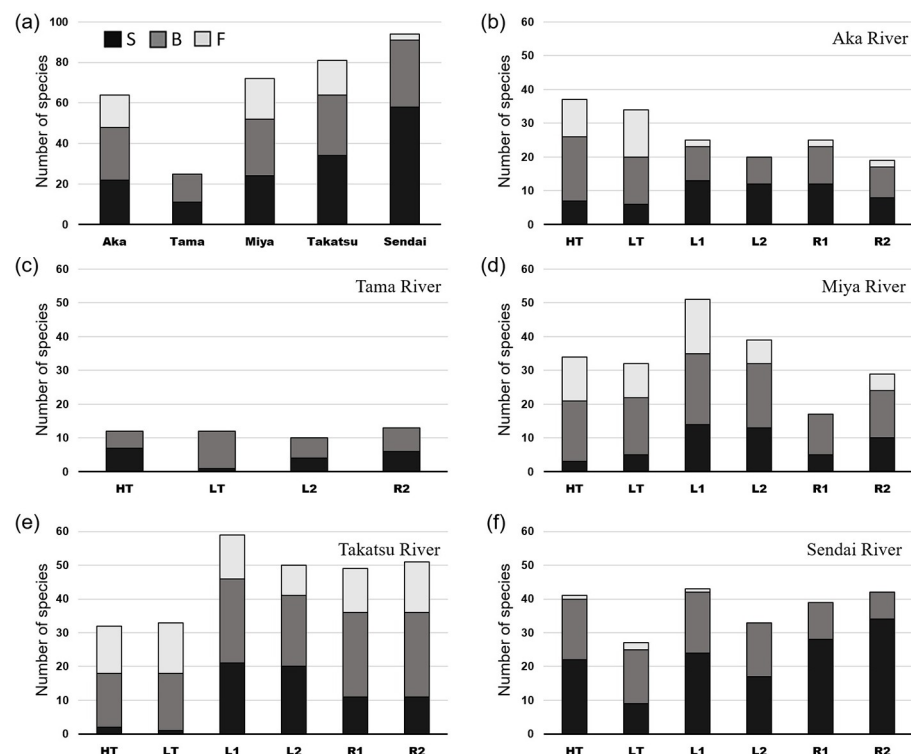 (a)
Number of species
100
80
60
40
20
0
S B F
Aka Tama Miya Takatsu Sendai
(b)
Aka River
Number of species
60
50
40
30
20
10
0
HT LT L1 L2 R1 R2
(c)
Tama River
Number of species
60
50
40
30
20
10
0
HT LT L2 R2
(d)
Miya River
Number of species
60
50
40
30
20
10
0
HT LT L1 L2 R1 R2
(e)
Takatsu River
Number of species
60
50
40
30
20
10
0
HT LT L1 L2 R1 R2
(f)
Sendai River
Number of species
60
50
40
30
20
10
0
HT LT L1 L2 R1 R2